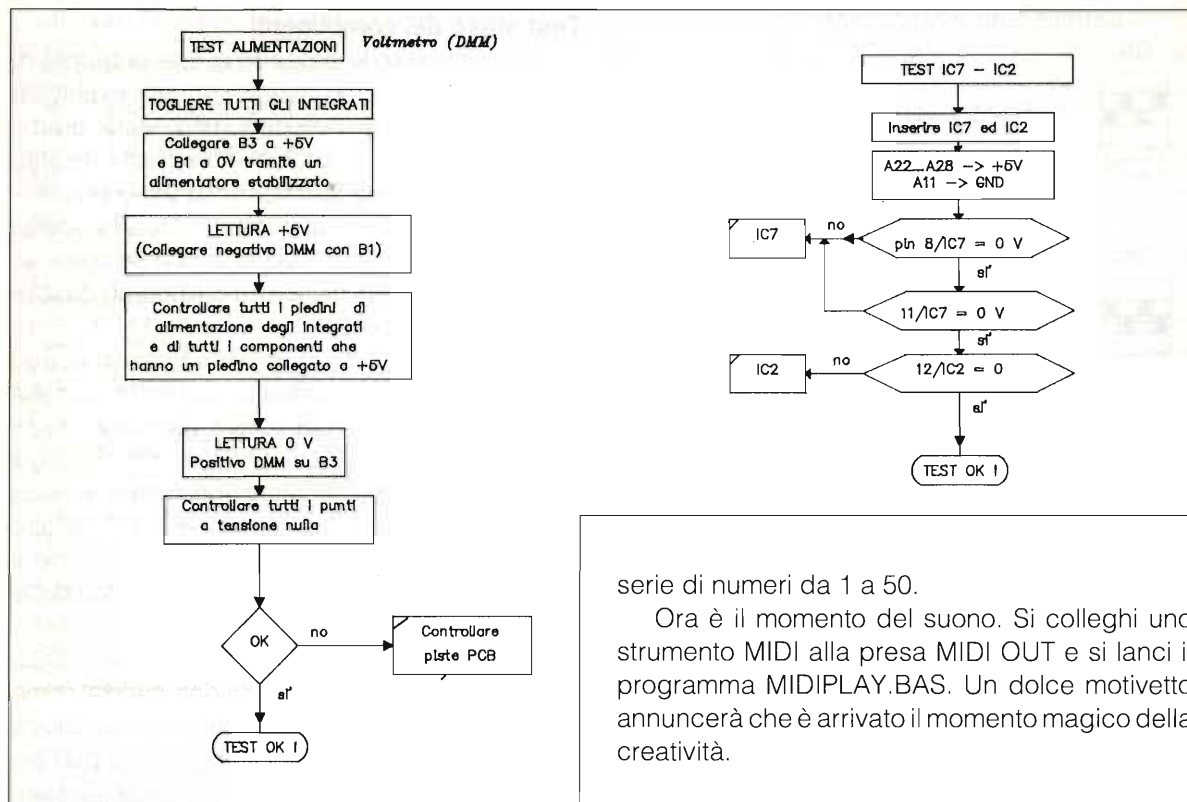 TEST ALIMENTAZIONI
Voltmetro (DMM)
TOGLIERE TUTTI GLI INTEGRATI
Collegare B3 a +5V
e B1 a 0V tramite un
alimentatore stabilizzato.
LETTURA +5V
(Collegare negativo DMM con B1)
Controllare tutti i piedini di
alimentazione degli integrati
e di tutti i componenti che
hanno un piedino collegato a +5V
LETTURA 0 V
Positivo DMM su B3
Controllare tutti i punti
a tensione nulla
OK
no
Controllare
piste PCB
si'
TEST OK !
TEST IC7 - IC2
Inserire IC7 ed IC2
A22...A28 -> +5V
A11 -> GND
pin 8/IC7 = 0 V
no
IC7
si'
11/IC7 = 0 V
si'
12/IC2 = 0
no
IC2
si'
TEST OK !
serie di numeri da 1 a 50.
Ora è il momento del suono. Si colleghi uno
strumento MIDI alla presa MIDI OUT e si lanci i
programma MIDIPLAY.BAS. Un dolce motivetto
annuncerà che è arrivato il momento magico della
creatività.